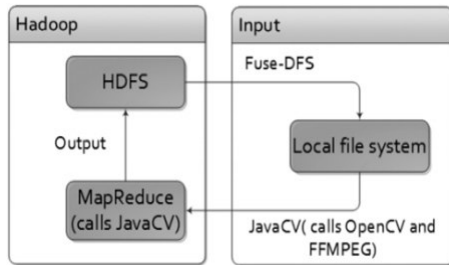 Hadoop
Input
HDFS
Fuse-DFS
Output
Local file system
MapReduce
(calls JavaCV)
JavaCV( calls OpenCV and
FFMPEG)